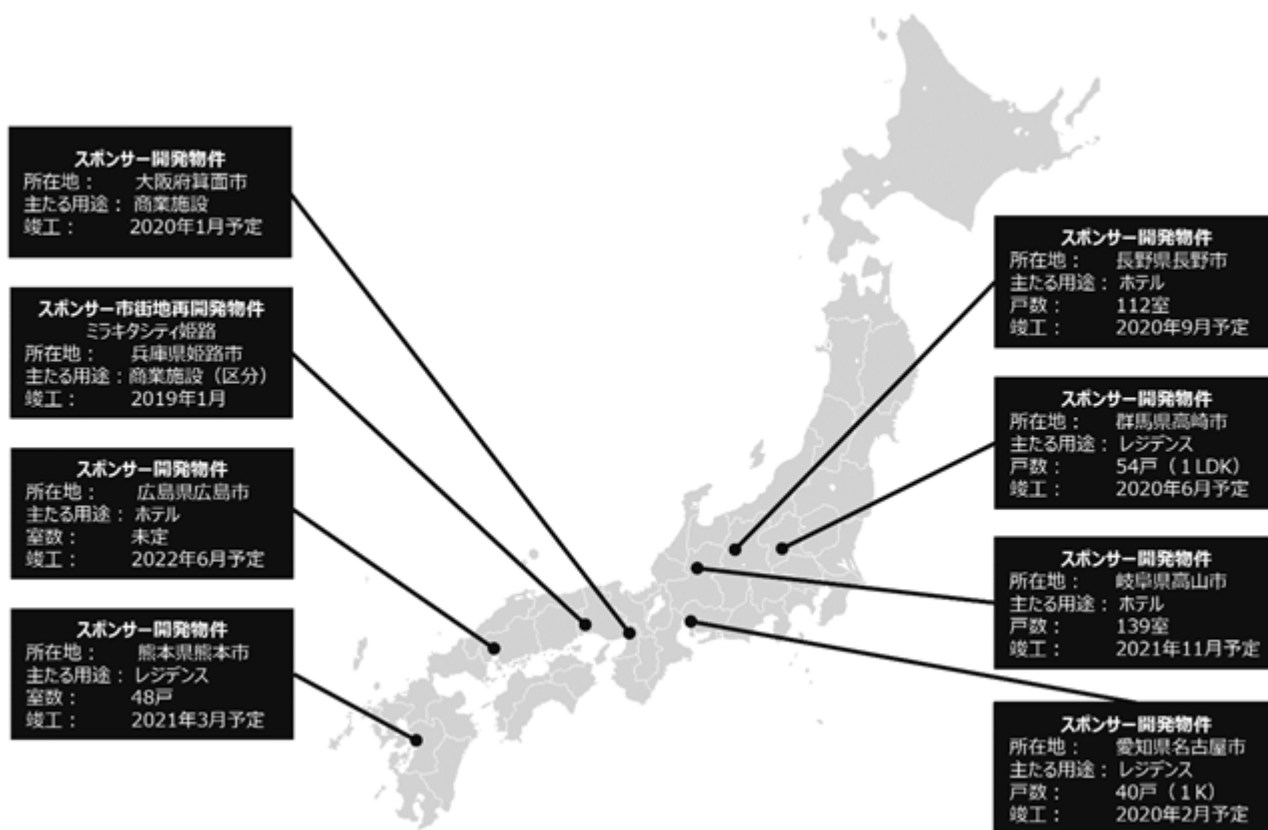 スポンサー開発物件
所在地： 大阪府箕面市
主たる用途： 商業施設
竣工： 2020年1月予定
スポンサー市街地再開発物件
ミラキタシティ姫路
所在地： 兵庫県姫路市
主たる用途：商業施設（区分）
竣工： 2019年1月
スポンサー開発物件
所在地： 広島県広島市
主たる用途： ホテル
室数： 未定
竣工： 2022年6月予定
スポンサー開発物件
所在地： 熊本県熊本市
主たる用途： レジデンス
室数： 48戸
竣工： 2021年3月予定
スポンサー開発物件
所在地： 長野県長野市
主たる用途： ホテル
戸数： 112室
竣工： 2020年9月予定
スポンサー開発物件
所在地： 群馬県高崎市
主たる用途： レジデンス
戸数： 54戸（1LDK）
竣工： 2020年6月予定
スポンサー開発物件
所在地： 岐阜県高山市
主たる用途： ホテル
戸数： 139室
竣工： 2021年11月予定
スポンサー開発物件
所在地： 愛知県名古屋市
主たる用途： レジデンス
戸数： 40戸（1K）
竣工： 2020年2月予定